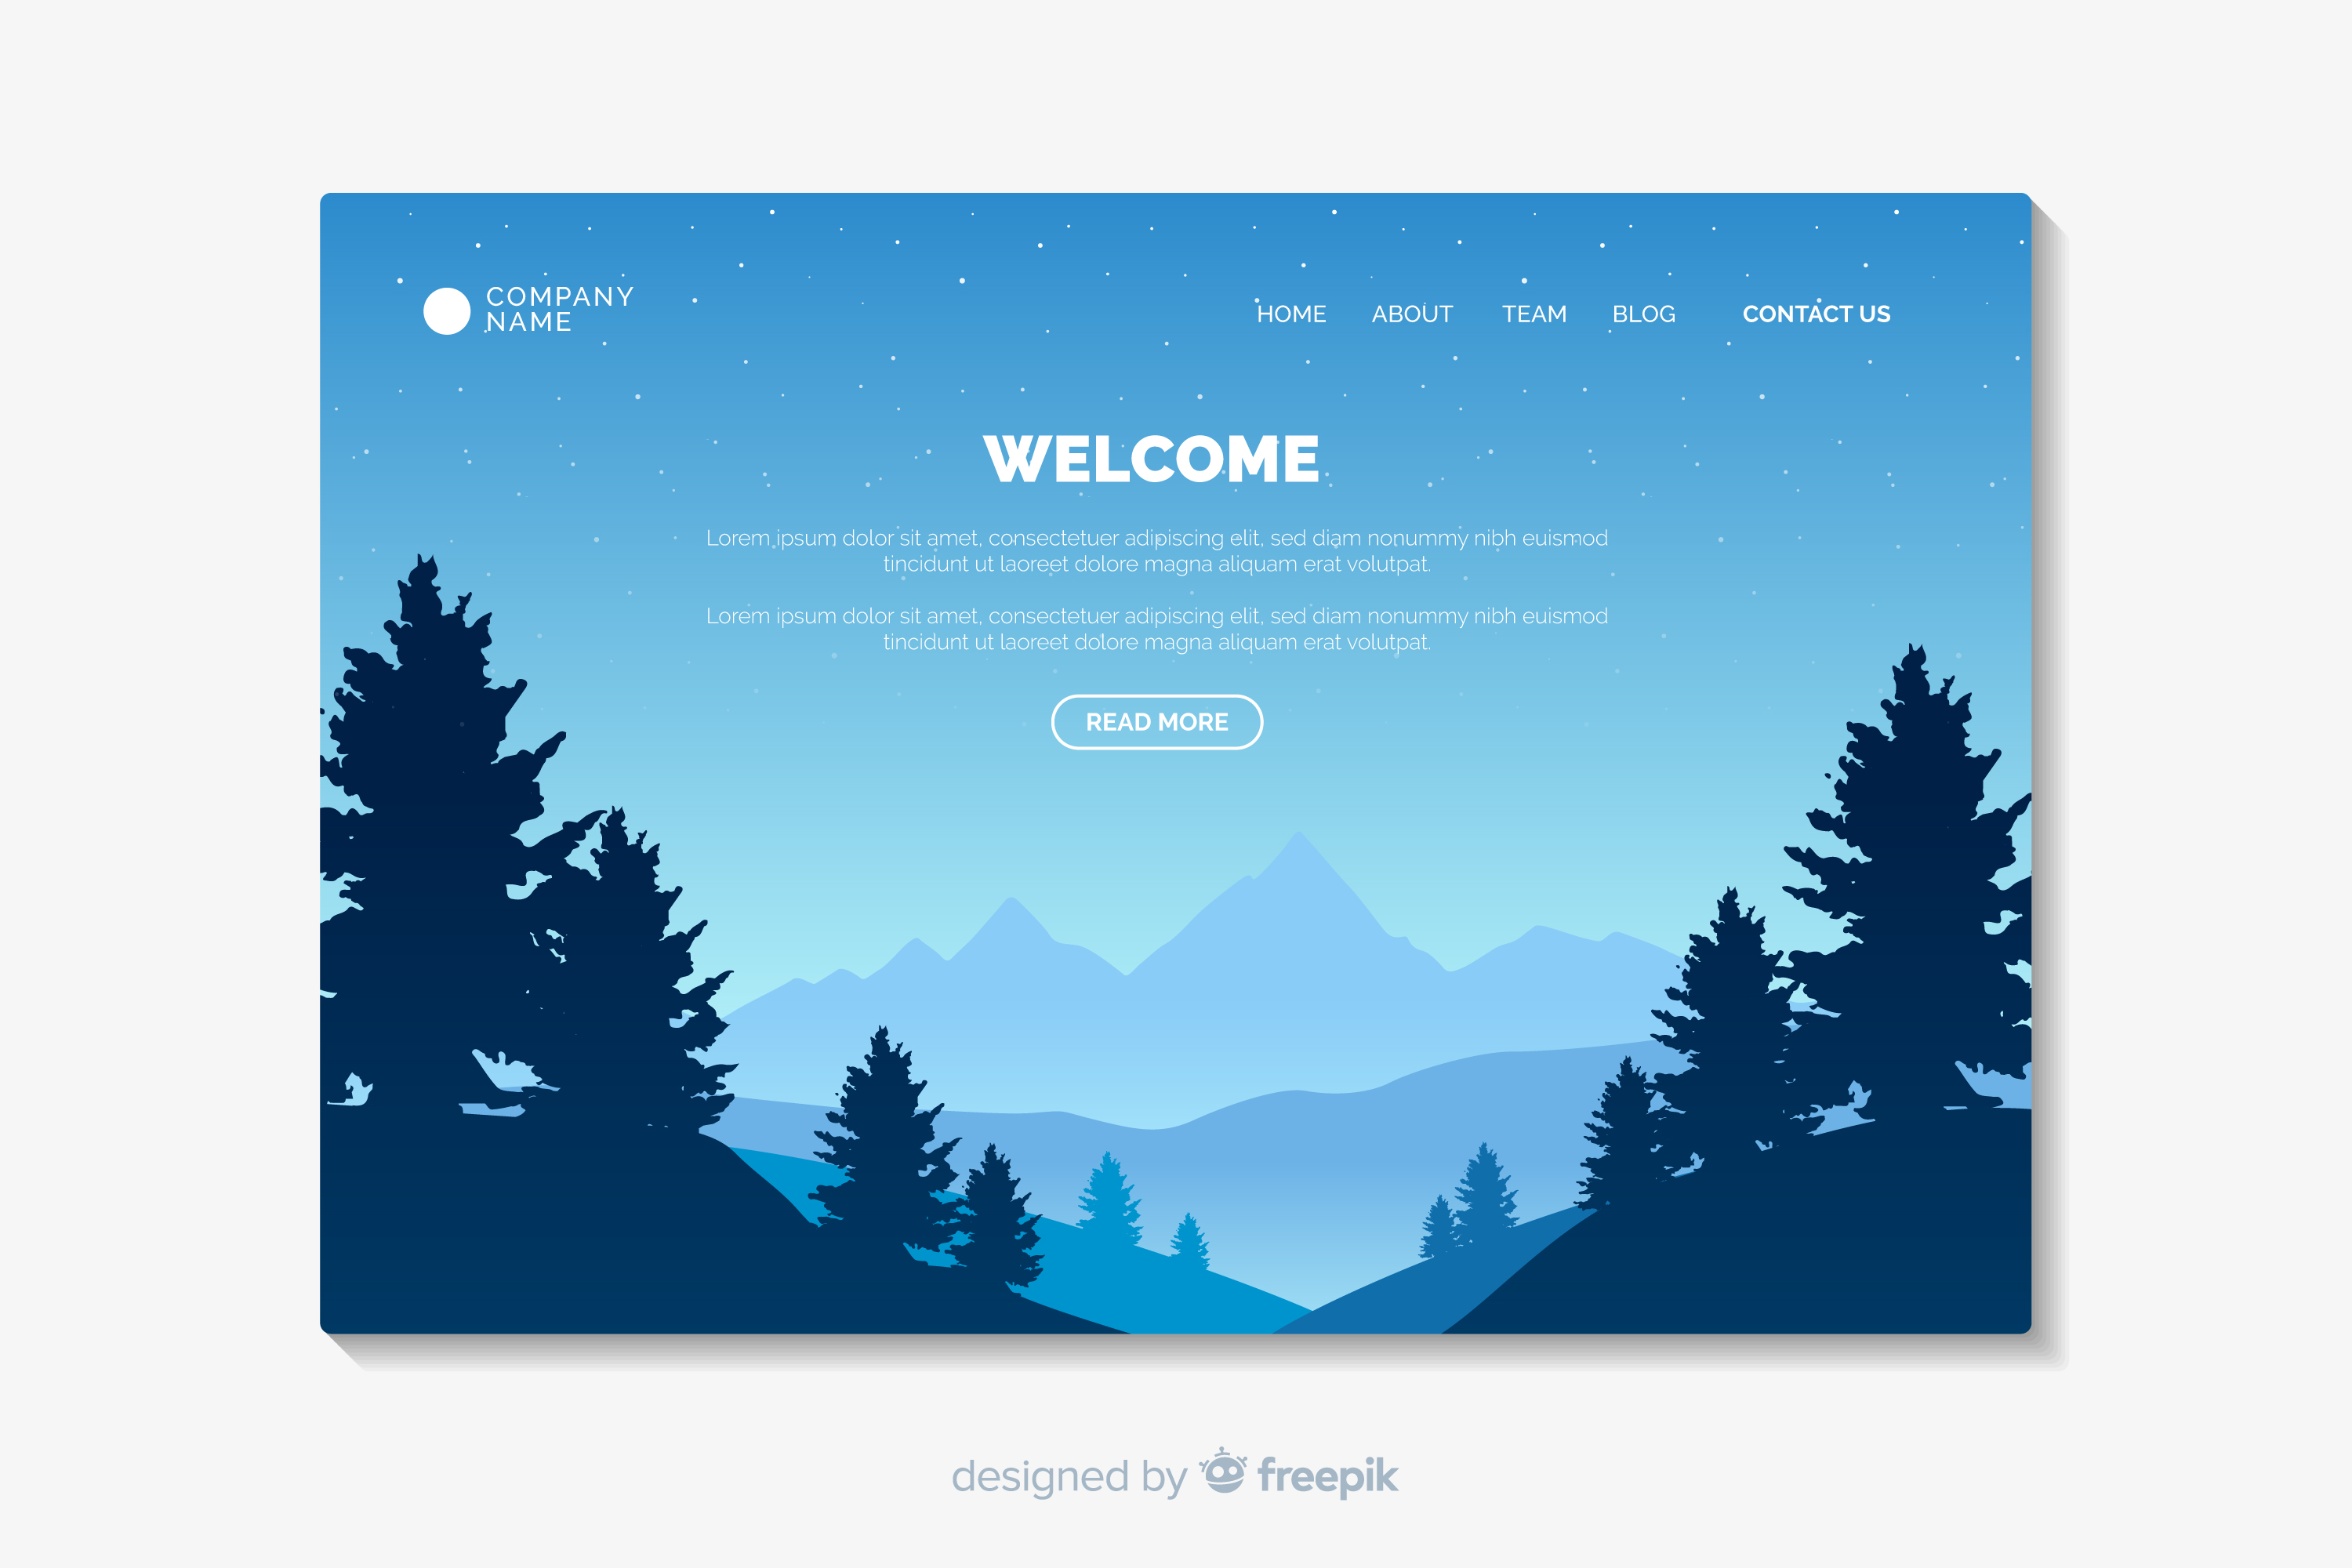 COMPANY
NAME
HOME ABOUT TEAM BLOG CONTACT US
WELCOME
Lorem ipsum dolor sit amet, consectetuer adipiscing elit, sed diam nonummy nibh euismod
tincidunt ut laoreet dolore magna aliquam erat volutpat.
Lorem ipsum dolor sit amet, consectetuer adipiscing elit, sed diam nonummy nibh euismod
tincidunt ut laoreet dolore magna aliquam erat volutpat.
READ MORE
designed by freepik